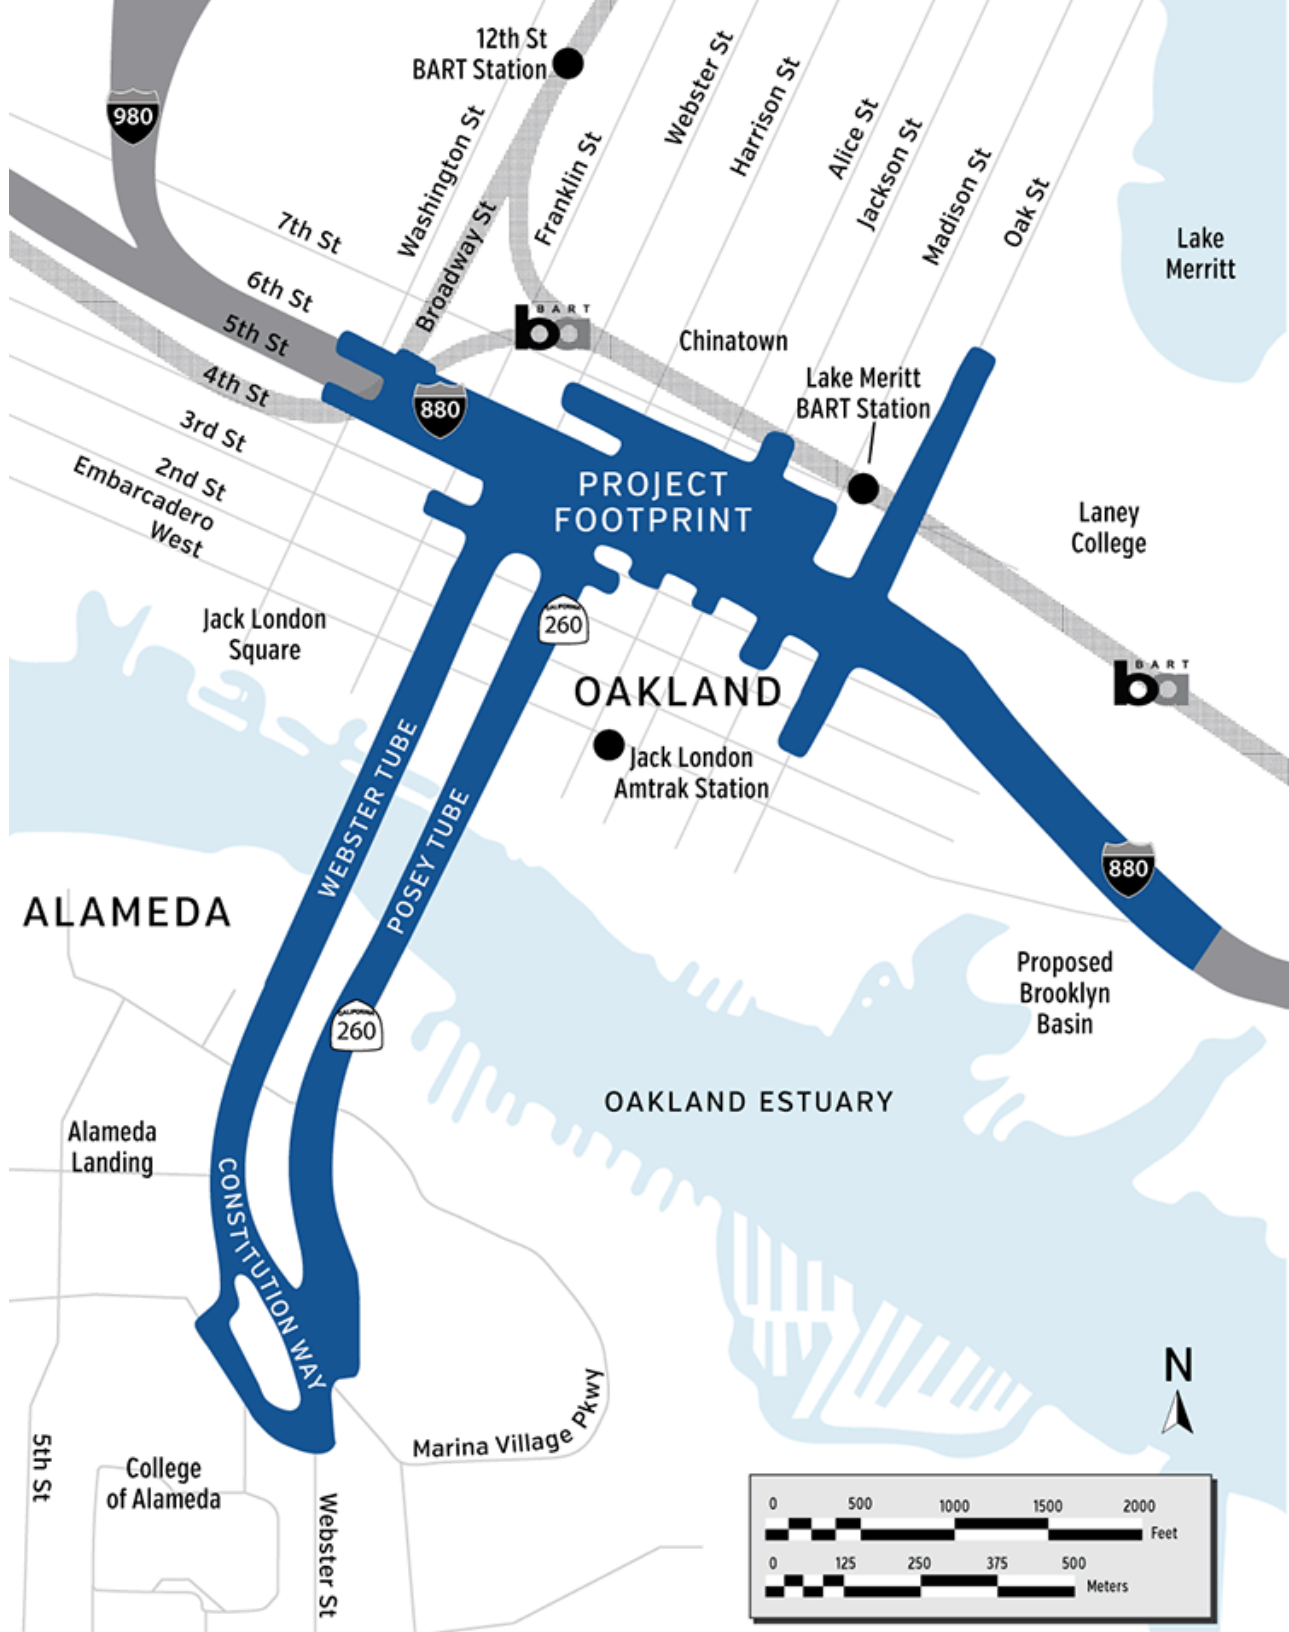 12th St
BART Station
980
Washington St
Broadway St
Franklin St
Webster St
Harrison St
Alice St
Jackson St
Madison St
Oak St
Lake
Merritt
7th St
6th St
5th St
4th St
3rd St
2nd St
Embarcadero
West
BART
ba
Chinatown
Lake Meritt
BART Station
880
PROJECT
FOOTPRINT
Laney
College
Jack London
Square
CALIFORNIA
260
OAKLAND
BART
ba
Jack London
Amtrak Station
WEBSTER TUBE
POSEY TUBE
880
ALAMEDA
Proposed
Brooklyn
Basin
CALIFORNIA
260
OAKLAND ESTUARY
Alameda
Landing
CONSTITUTION WAY
N
Marina Village Pkwy
5th St
College
of Alameda
Webster St
0 500 1000 1500 2000
Feet
0 125 250 375 500
Meters